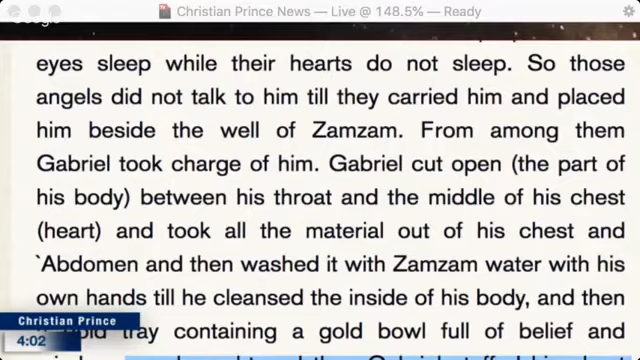 Christian Prince News — Live @ 148.5% — Ready
eyes sleep while their hearts do not sleep. So those
angels did not talk to him till they carried him and placed
him beside the well of Zamzam. From among them
Gabriel took charge of him. Gabriel cut open (the part of
his body) between his throat and the middle of his chest
(heart) and took all the material out of his chest and
`Abdomen and then washed it with Zamzam water with his
own hands till he cleansed the inside of his body, and then
tray containing a gold bowl full of belief and
Christian Prince
4:02